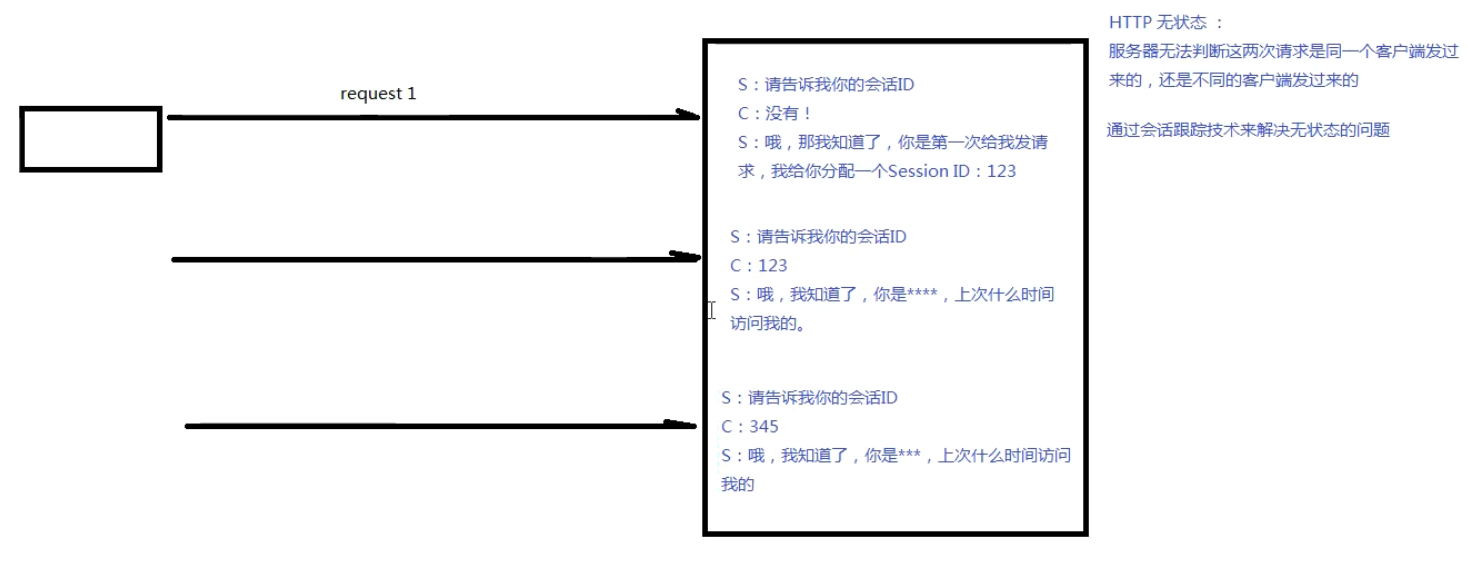 HTTP 无状态 ：
服务器无法判断这两次请求是同一个客户端发过
来的，还是不同的客户端发过来的
通过会话跟踪技术来解决无状态的问题
request 1
S：请告诉我你的会话ID
C：没有！
S：哦，那我知道了，你是第一次给我发请
求，我给你分配一个Session ID：123
S：请告诉我你的会话ID
C：123
S：哦，我知道了，你是****，上次什么时间
访问我的。
S：请告诉我你的会话ID
C：345
S：哦，我知道了，你是***，上次什么时间访问
我的